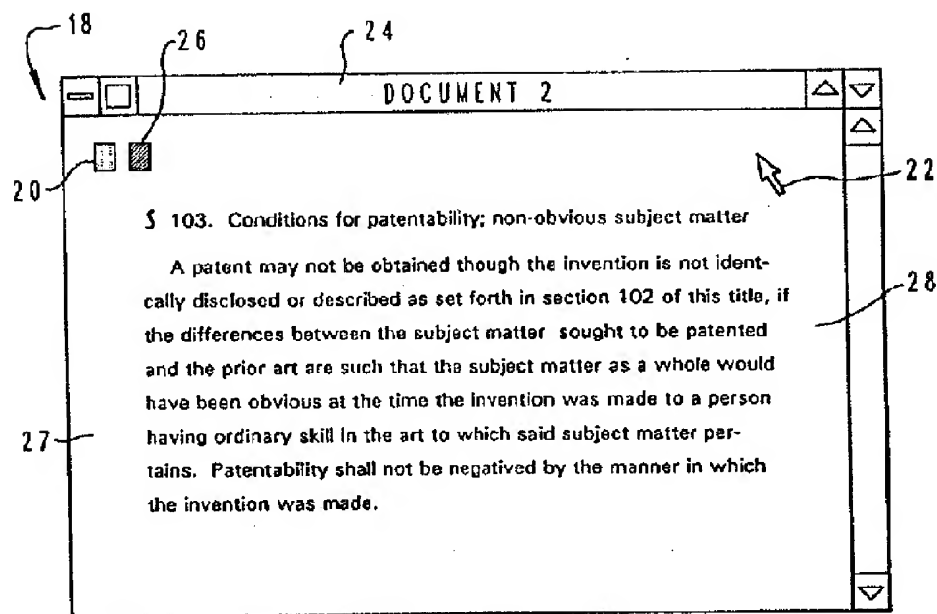 18
26
24
DOCUMENT 2
20
22
§ 103. Conditions for patentability; non-obvious subject matter
A patent may not be obtained though the invention is not ident-
cally disclosed or described as set forth in section 102 of this title, if
28
the differences between the subject matter sought to be patented
and the prior art are such that the subject matter as a whole would
have been obvious at the time the invention was made to a person
27
having ordinary skill in the art to which said subject matter per-
tains. Patentability shall not be negatived by the manner in which
the invention was made.